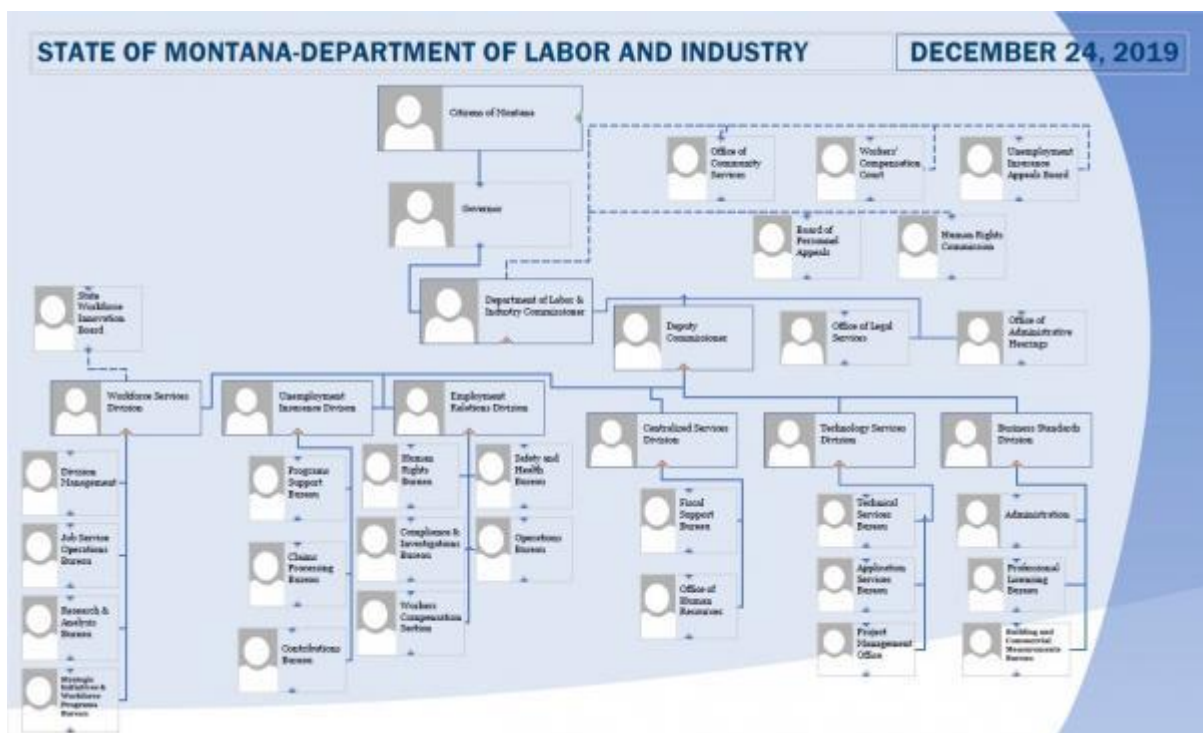 STATE OF MONTANA-DEPARTMENT OF LABOR AND INDUSTRY
DECEMBER 24, 2019
Citizens of Montana
Office of
Community
Services
Workers'
Compensation
Court
Unemployment
Insurance
Appeals Board
Governor
Board of
Personnel
Appeals
Human Rights
Commission
State
Workforce
Innovation
Board
Department of Labor &
Industry Commissioner
Deputy
Commissioner
Office of Legal
Services
Office of
Administrative
Hearings
Workforce Services
Division
Unemployment
Insurance Division
Employment
Relations Division
Centralized Services
Division
Technology Services
Division
Business Standards
Division
Division
Management
Job Service
Operations
Bureau
Research &
Analysis
Bureau
Strategic
Initiatives &
Workforce
Programs
Bureau
Programs
Support
Bureau
Claims
Processing
Bureau
Contributions
Bureau
Human
Rights
Bureau
Safety and
Health
Bureau
Compliance &
Investigations
Bureau
Operations
Bureau
Workers
Compensation
Section
Fiscal
Support
Bureau
Office of
Human
Resources
Technical
Services
Bureau
Application
Services
Bureau
Project
Management
Office
Administration
Professional
Licensing
Bureau
Building and
Commercial
Measurements
Bureau